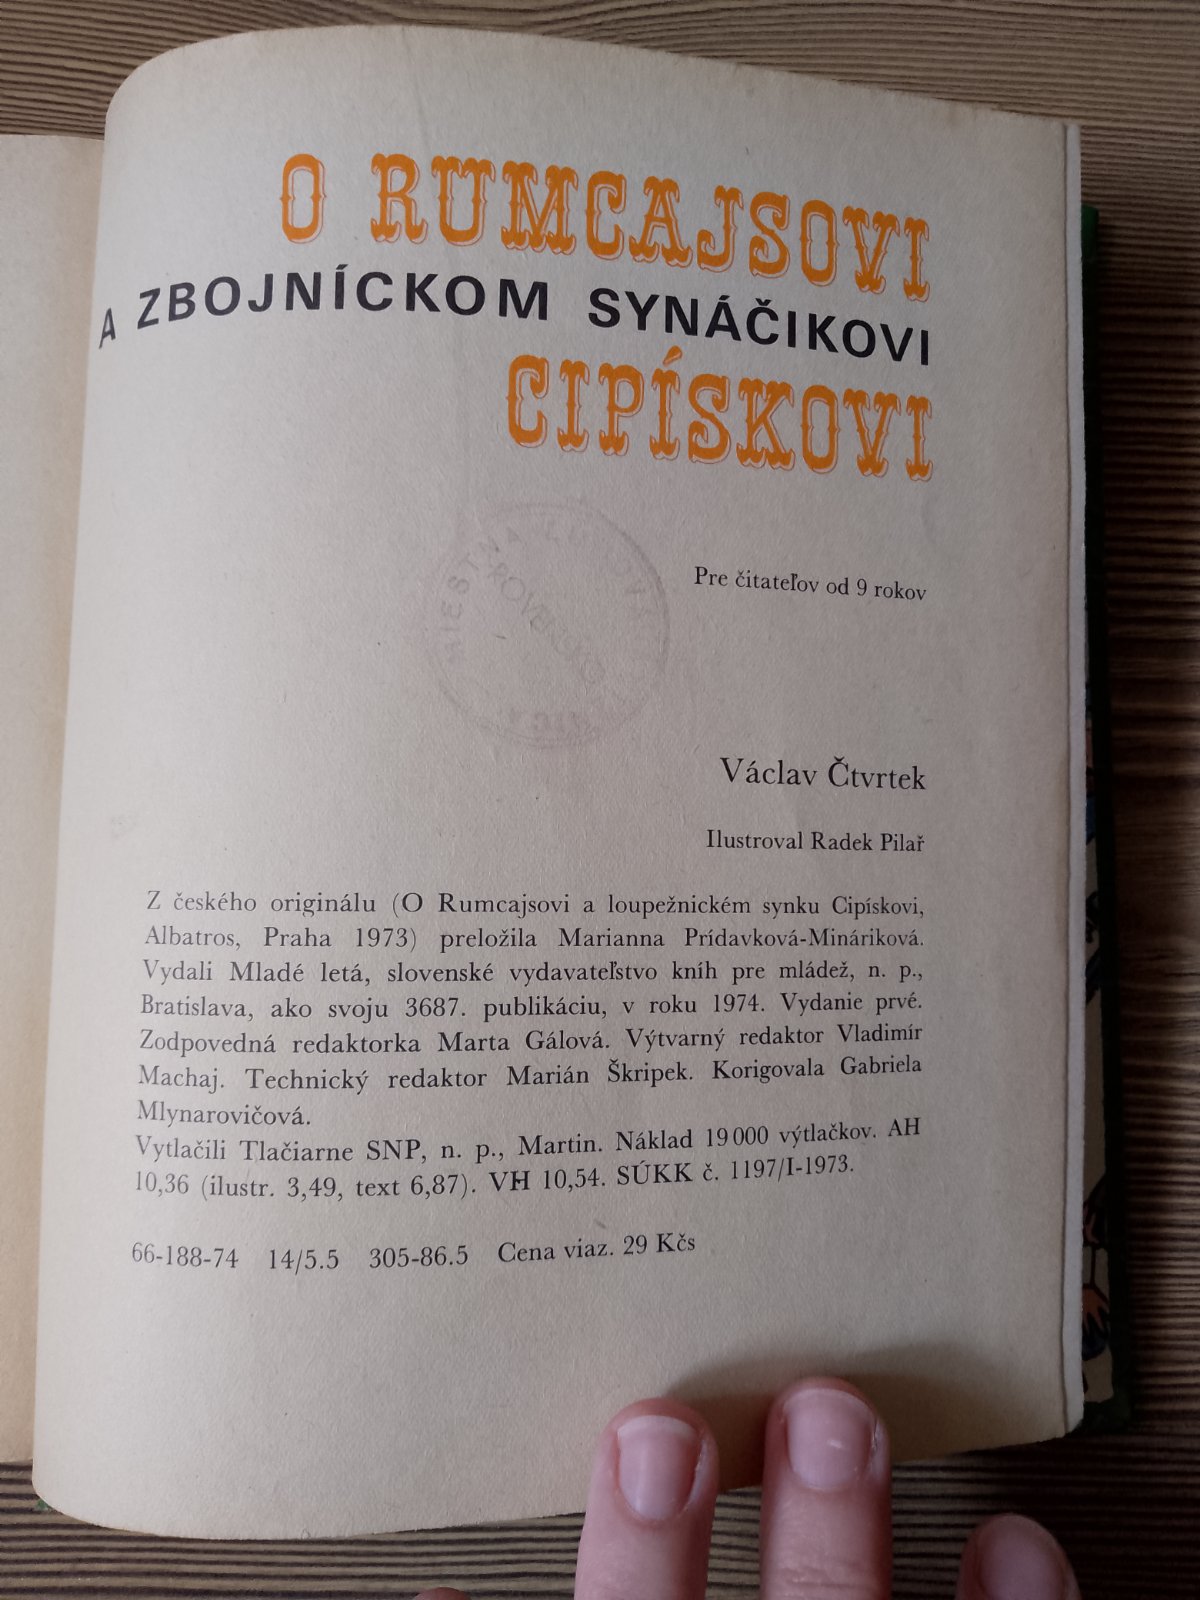 O RUMCAJSOVI
A ZBOJNÍCKOM SYNÁČIKOVI
CIPÍSKOVI
Pre čitateľov od 9 rokov
Václav Čtvrtek
Ilustroval Radek Pilař
Z českého originálu (O Rumcajsovi a loupežnickém synku Cipískovi,
Albatros, Praha 1973) preložila Marianna Prídavková-Mináriková.
Vydali Mladé letá, slovenské vydavateľstvo kníh pre mládež, n. p.,
Bratislava, ako svoju 3687. publikáciu, v roku 1974. Vydanie prvé.
Zodpovedná redaktorka Marta Gálová. Výtvarný redaktor Vladimír
Machaj. Technický redaktor Marián Škripek. Korigovala Gabriela
Mlynarovičová.
Vytlačili Tlačiarne SNP, n. p., Martin. Náklad 19 000 výtlačkov. AH
10,36 (ilustr. 3,49, text 6,87). VH 10,54. SÚKK č. 1197/I-1973.
66-188-74 14/5.5 305-86.5 Cena viaz. 29 Kčs